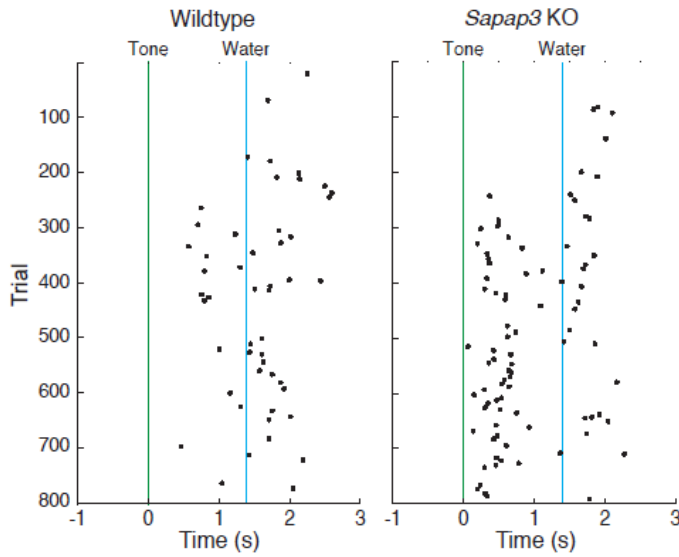 Wildtype
Sapap3 KO
Tone Water
Tone Water
Trial
100
200
300
400
500
600
700
800
-1 0 1 2 3
-1 0 1 2 3
Time (s)
Time (s)